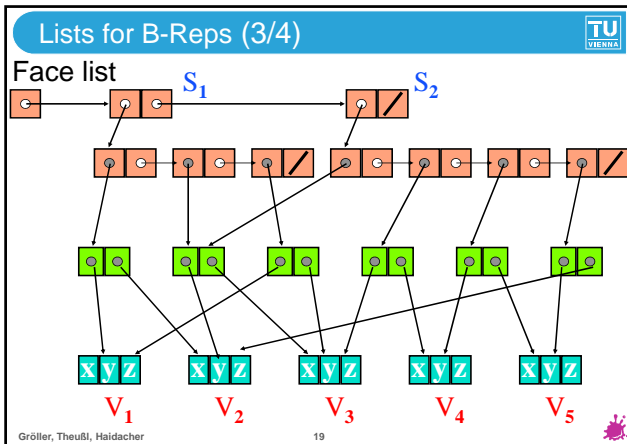 Lists for B-Reps (3/4)
TU
VIENNA
Face list
S1 S2
x y z x y z x y z x y z x y z
V1 V2 V3 V4 V5
Gröller, Theußl, Haidacher 19